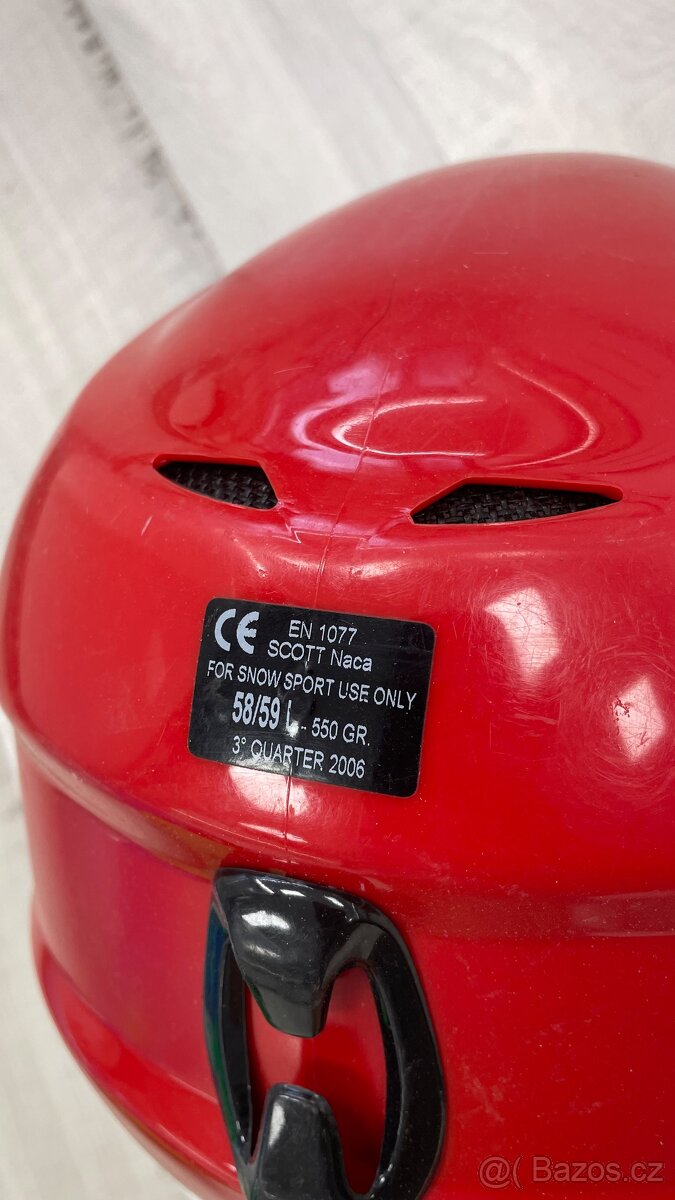 CE EN 1077
SCOTT Naca
FOR SNOW SPORT USE ONLY
58/59 L - 550 GR.
3° QUARTER 2006
@( Bazos.cz